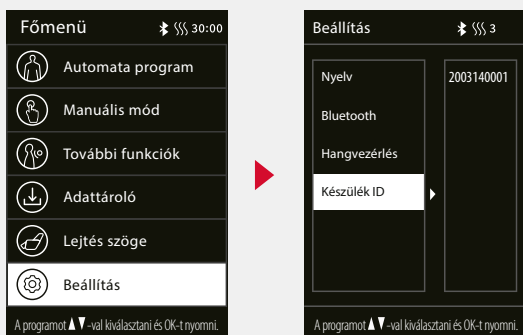 Főmenü 30:00
Automata program
Manuális mód
További funkciók
Adattároló
Lejtés szöge
Beállítás
A programot ▲▼-val kiválasztani és OK-t nyomni.
Beállítás 3
Nyelv 2003140001
Bluetooth
Hangvezérlés
Készülék ID
A programot ▲▼-val kiválasztani és OK-t nyomni.